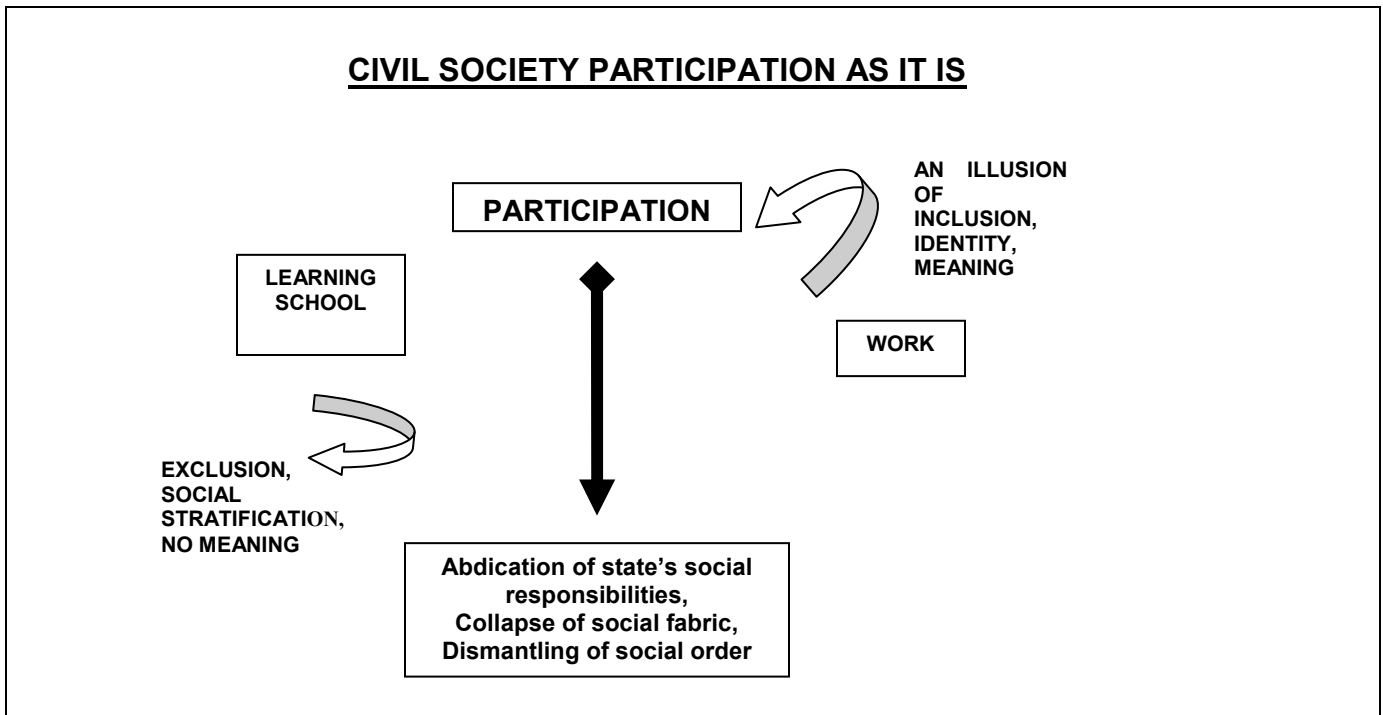 CIVIL SOCIETY PARTICIPATION AS IT IS
PARTICIPATION
AN ILLUSION
OF
INCLUSION,
IDENTITY,
MEANING
LEARNING
SCHOOL
WORK
EXCLUSION,
SOCIAL
STRATIFICATION,
NO MEANING
Abdication of state’s social
responsibilities,
Collapse of social fabric,
Dismantling of social order